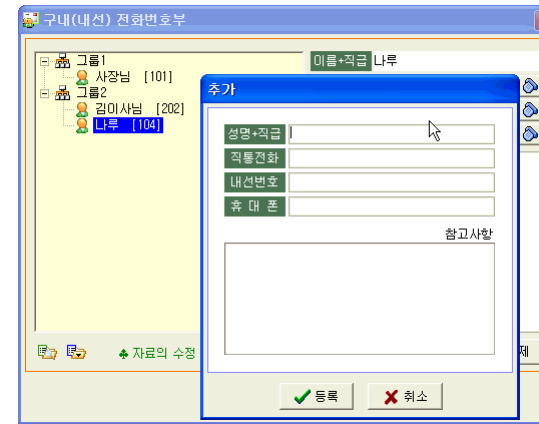 구내(내선) 전화번호부
그룹1
사장님 [101]
그룹2
김이사님 [202]
나루 [104]
이름+직급 나루
추가
성명+직급
직통전화
내선번호
휴 대 폰
참고사항
♣ 자료의 수정
제
등록
취소